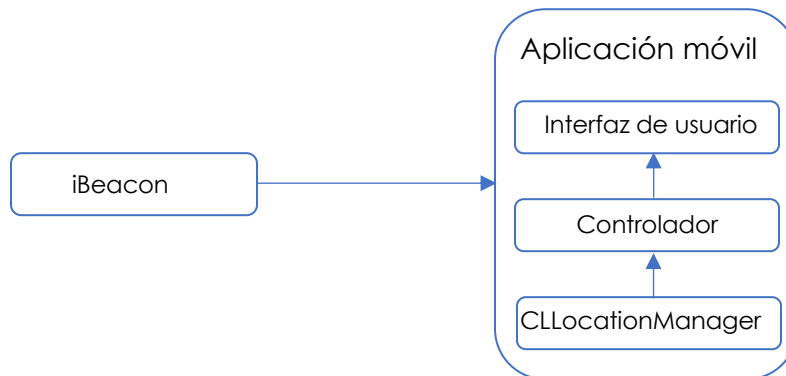 Aplicación móvil
Interfaz de usuario
iBeacon
Controlador
CLLocationManager